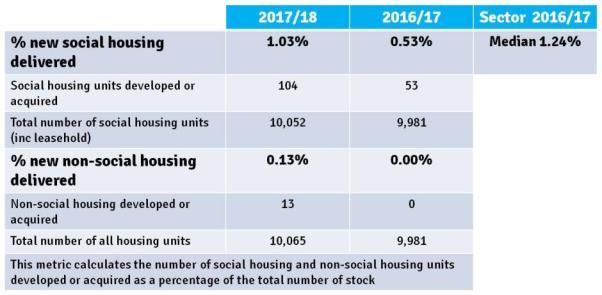 2017/18 2016/17 Sector 2016/17
% new social housing 1.03% 0.53% Median 1.24%
delivered
Social housing units developed or 104 53
acquired
Total number of social housing units 10,052 9,981
(inc leasehold)
% new non-social housing 0.13% 0.00%
delivered
Non-social housing developed or 13 0
acquired
Total number of all housing units 10,065 9,981
This metric calculates the number of social housing and non-social housing units
developed or acquired as a percentage of the total number of stock